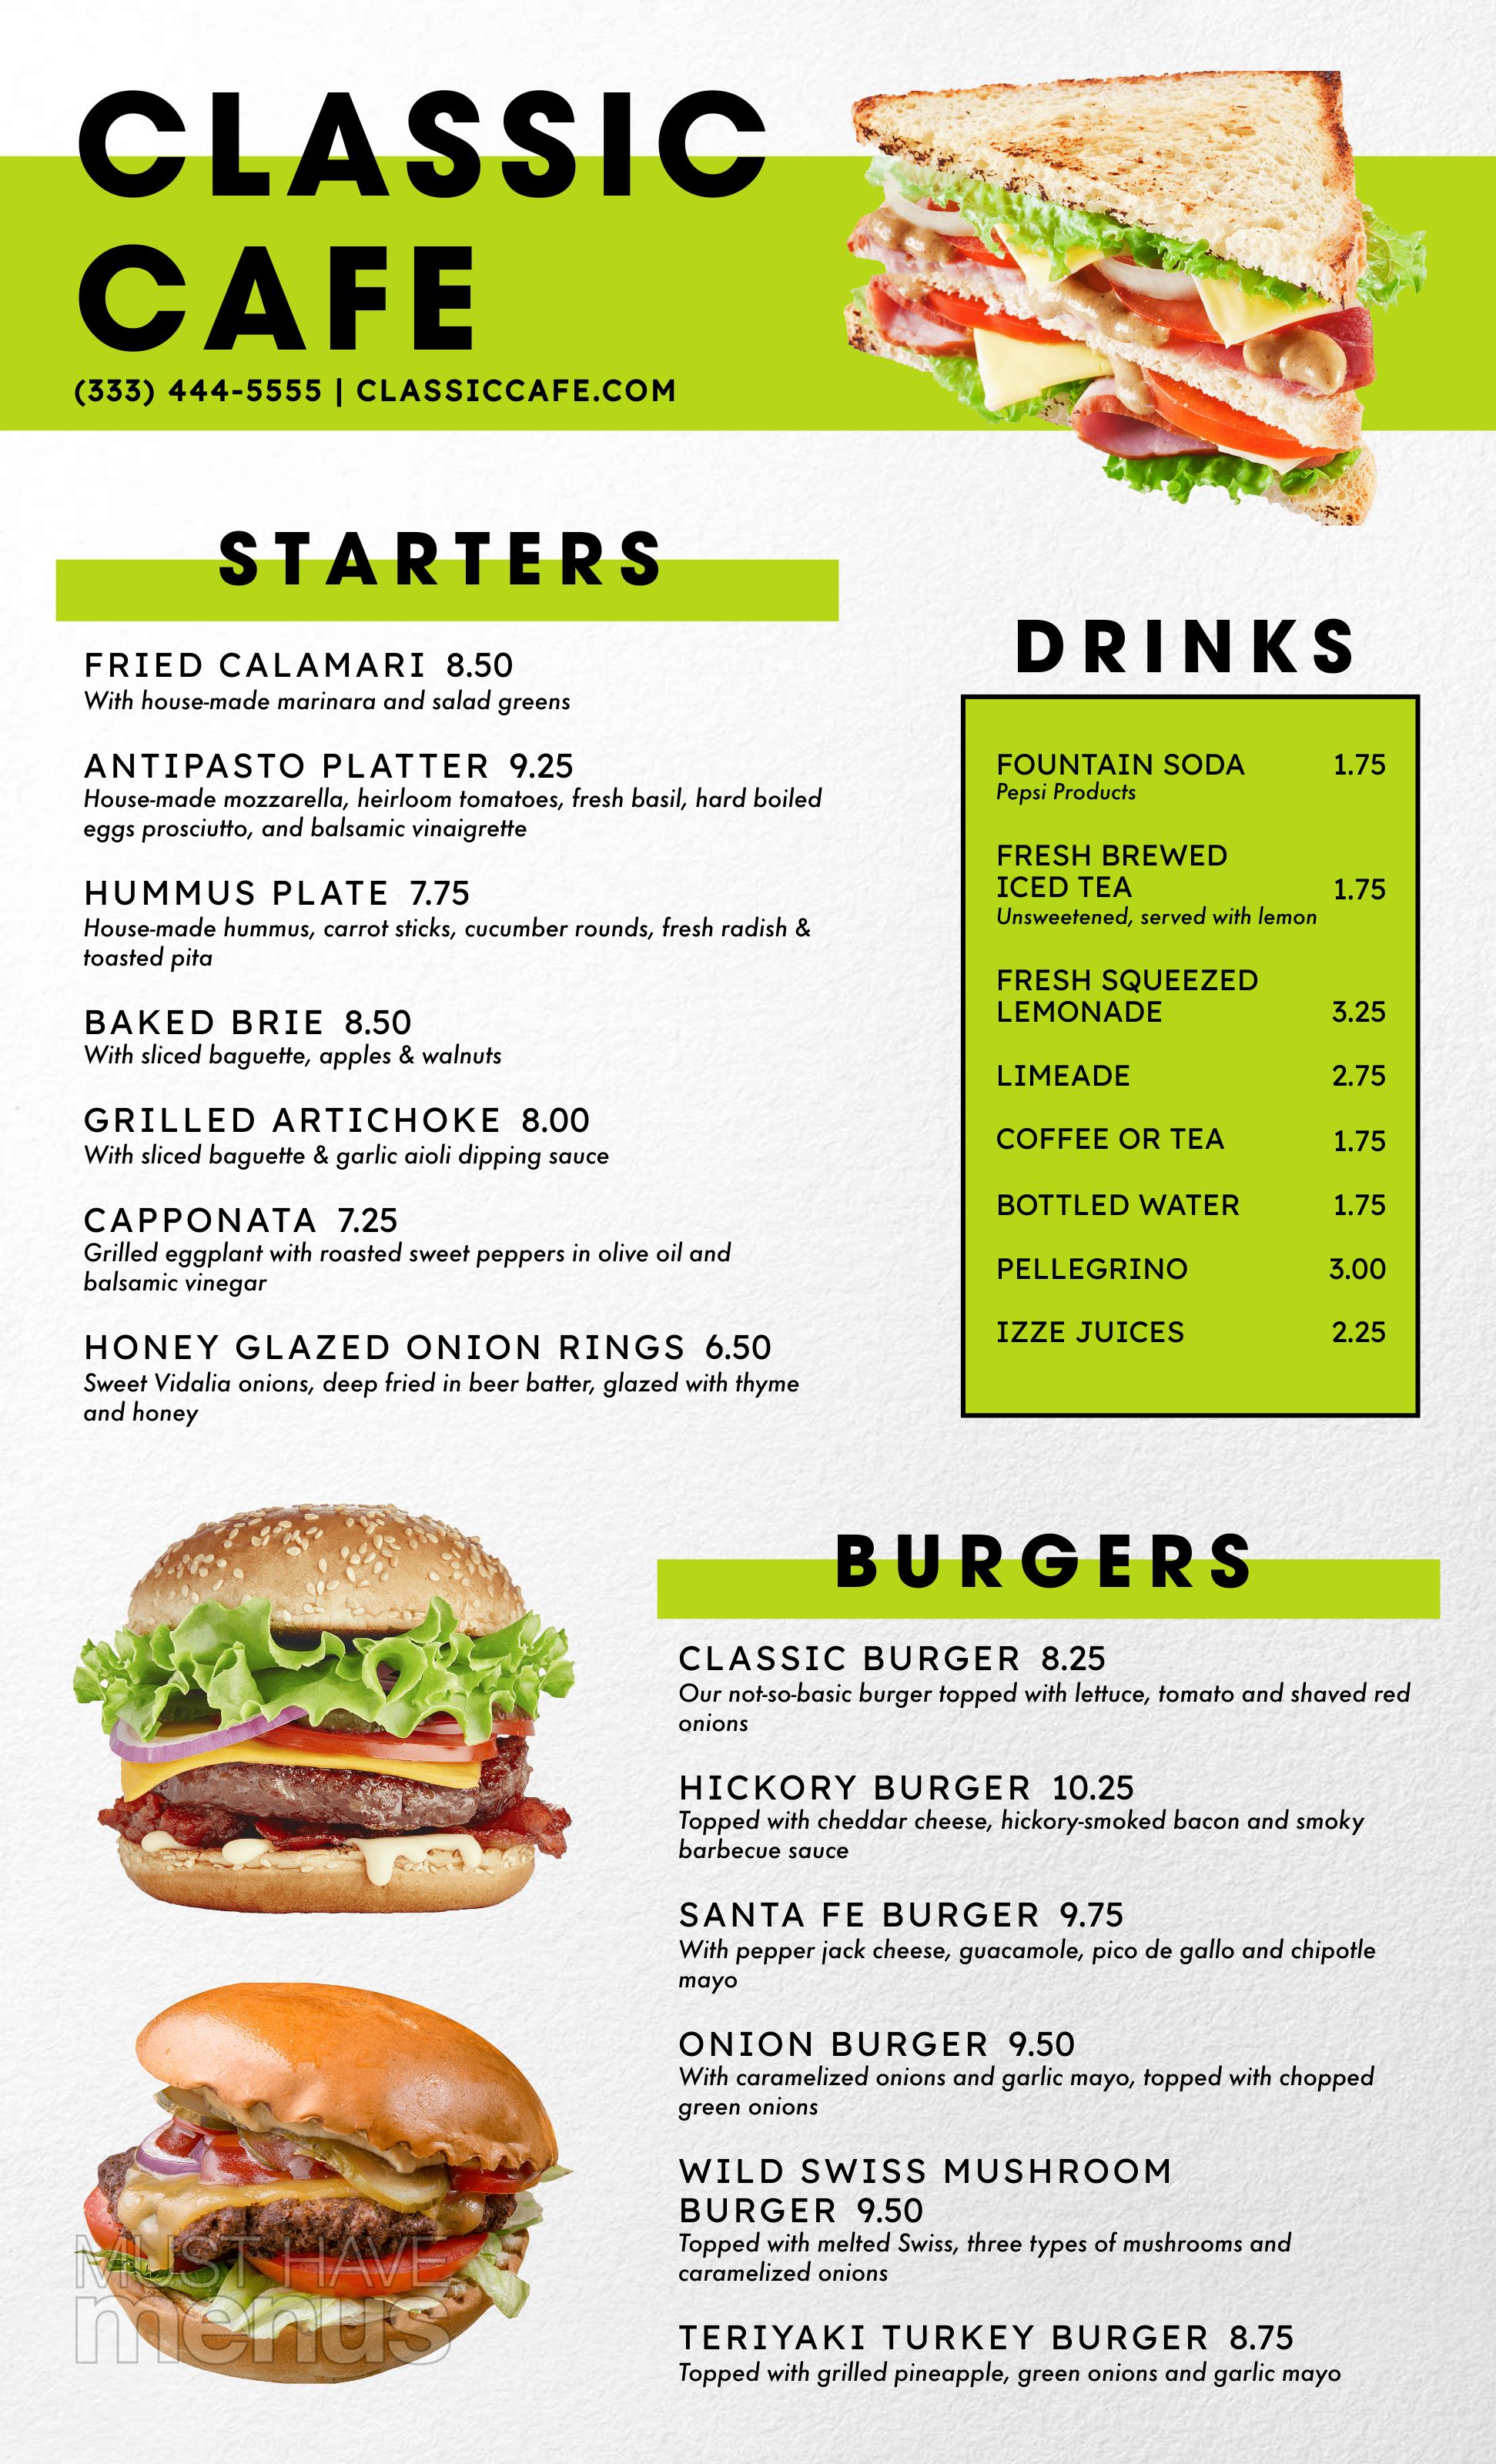 CLASSIC
CAFE
(333) 444-5555 | CLASSICCAFE.COM
STARTERS
FRIED CALAMARI 8.50
With house-made marinara and salad greens
ANTIPASTO PLATTER 9.25
House-made mozzarella, heirloom tomatoes, fresh basil, hard boiled
eggs prosciutto, and balsamic vinaigrette
HUMMUS PLATE 7.75
House-made hummus, carrot sticks, cucumber rounds, fresh radish &
toasted pita
BAKED BRIE 8.50
With sliced baguette, apples & walnuts
GRILLED ARTICHOKE 8.00
With sliced baguette & garlic aioli dipping sauce
CAPPONATA 7.25
Grilled eggplant with roasted sweet peppers in olive oil and
balsamic vinegar
HONEY GLAZED ONION RINGS 6.50
Sweet Vidalia onions, deep fried in beer batter, glazed with thyme
and honey
DRINKS
FOUNTAIN SODA 1.75
Pepsi Products
FRESH BREWED
ICED TEA 1.75
Unsweetened, served with lemon
FRESH SQUEEZED
LEMONADE 3.25
LIMEADE 2.75
COFFEE OR TEA 1.75
BOTTLED WATER 1.75
PELLEGRINO 3.00
IZZE JUICES 2.25
BURGERS
CLASSIC BURGER 8.25
Our not-so-basic burger topped with lettuce, tomato and shaved red
onions
HICKORY BURGER 10.25
Topped with cheddar cheese, hickory-smoked bacon and smoky
barbecue sauce
SANTA FE BURGER 9.75
With pepper jack cheese, guacamole, pico de gallo and chipotle
mayo
ONION BURGER 9.50
With caramelized onions and garlic mayo, topped with chopped
green onions
WILD SWISS MUSHROOM
BURGER 9.50
Topped with melted Swiss, three types of mushrooms and
caramelized onions
TERIYAKI TURKEY BURGER 8.75
Topped with grilled pineapple, green onions and garlic mayo
MUST HAVE
menus